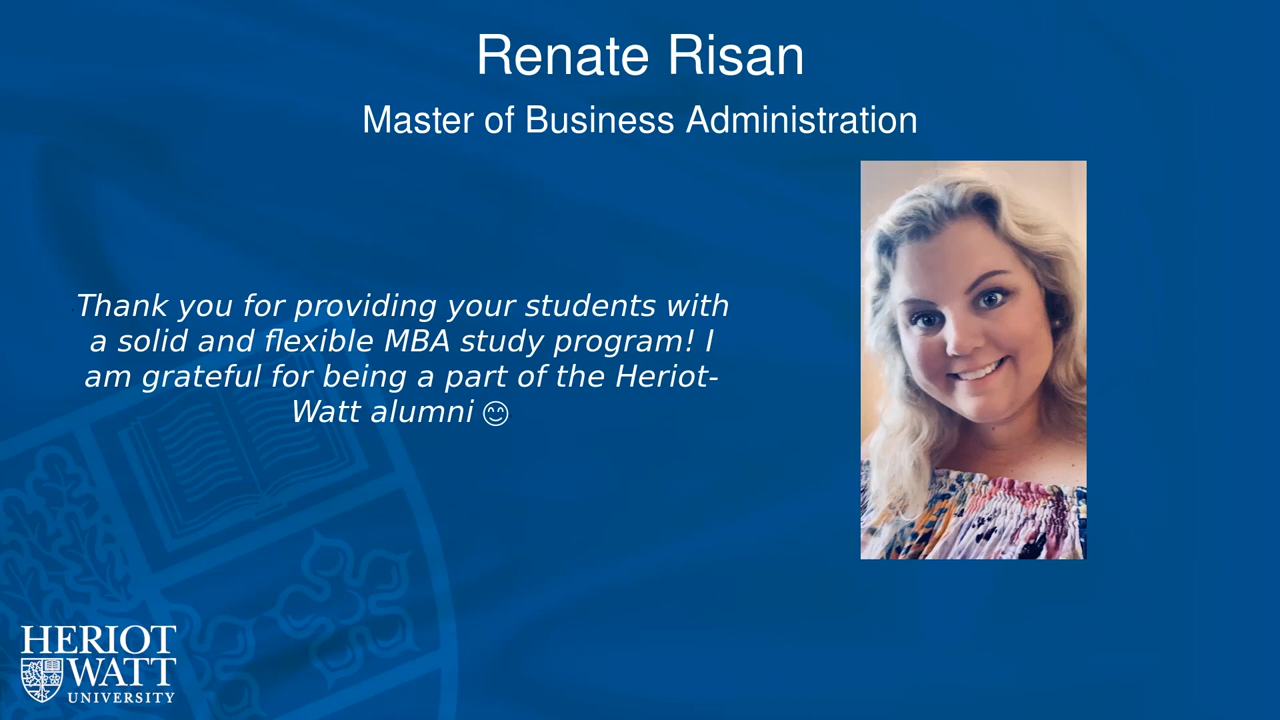 Renate Risan
Master of Business Administration
Thank you for providing your students with
a solid and flexible MBA study program! I
am grateful for being a part of the Heriot-
Watt alumni 😊
HERIOT
WATT
UNIVERSITY